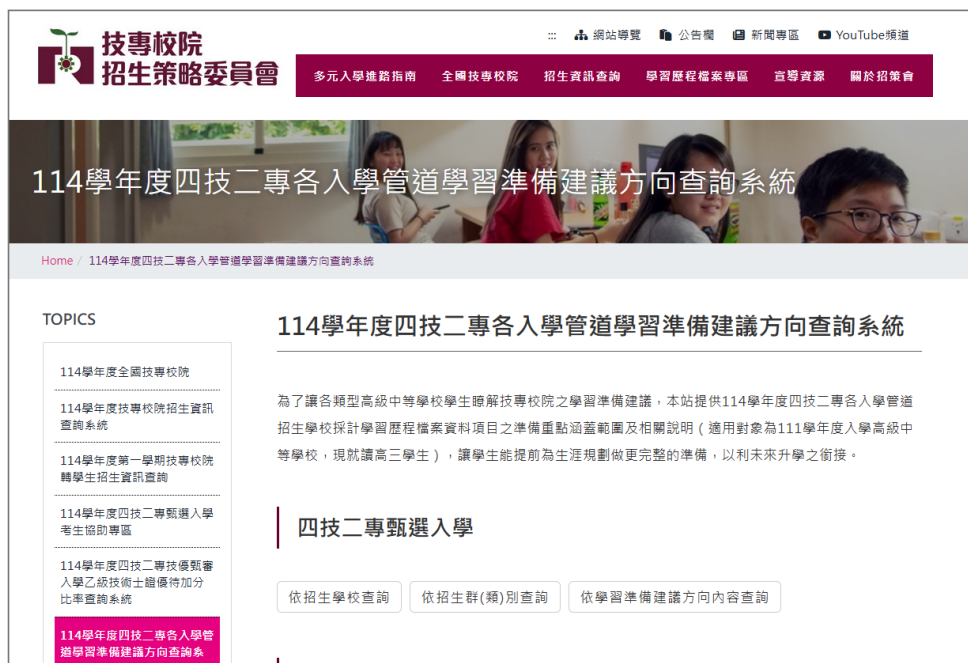 技專校院
招生策略委員會
::: 網站導覽 公告欄 新聞專區 YouTube頻道
多元入學進路指南 全國技專校院 招生資訊查詢 學習歷程檔案專區 宣導資源 關於招策會
114學年度四技二專各入學管道學習準備建議方向查詢系統
Home / 114學年度四技二專各入學管道學習準備建議方向查詢系統
TOPICS
114學年度全國技專校院
114學年度技專校院招生資訊
查詢系統
114學年度第一學期技專校院
轉學生招生資訊查詢
114學年度四技二專甄選入學
考生協助專區
114學年度四技二專技優甄審
入學乙級技術士證優待加分
比率查詢系統
114學年度四技二專各入學管
道學習準備建議方向查詢系
114學年度四技二專各入學管道學習準備建議方向查詢系統
為了讓各類型高級中等學校學生瞭解技專校院之學習準備建議，本站提供114學年度四技二專各入學管道
招生學校採計學習歷程檔案資料項目之準備重點涵蓋範圍及相關說明（適用對象為111學年度入學高級中
等學校，現就讀高三學生），讓學生能提前為生涯規劃做更完整的準備，以利未來升學之銜接。
四技二專甄選入學
依招生學校查詢 依招生群(類)別查詢 依學習準備建議方向內容查詢